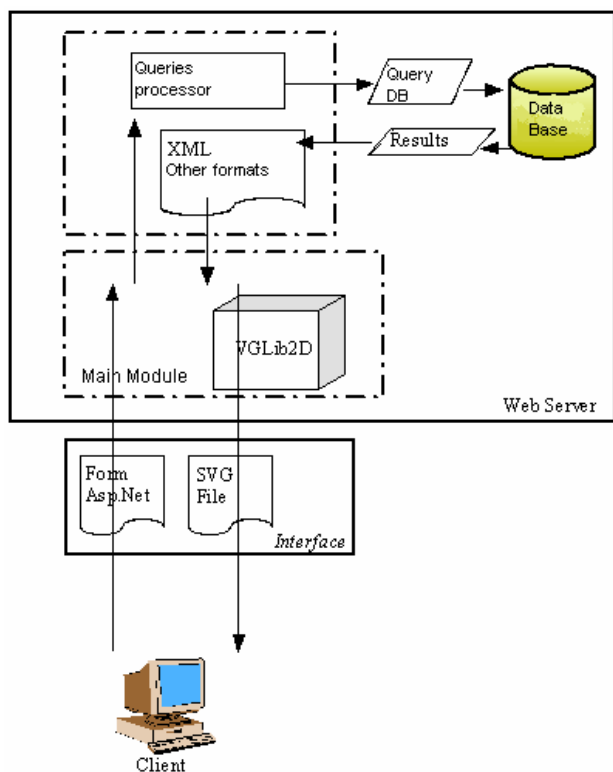 Queries
processor
Query
DB
Data
Base
XML
Other formats
Results
VGLib2D
Main Module
Web Server
Form
Asp.Net
SVG
File
Interface
Client